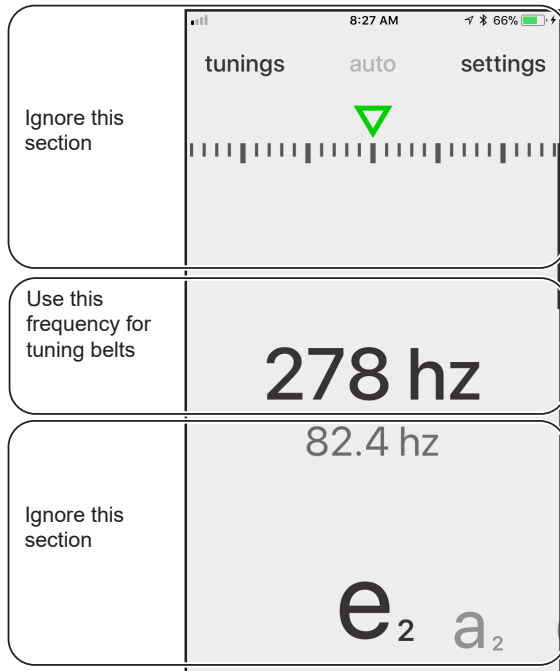 8:27 AM 66%
tunings auto settings
Ignore this
section
Use this
frequency for
tuning belts
278 hz
82.4 hz
Ignore this
section
e2 a2